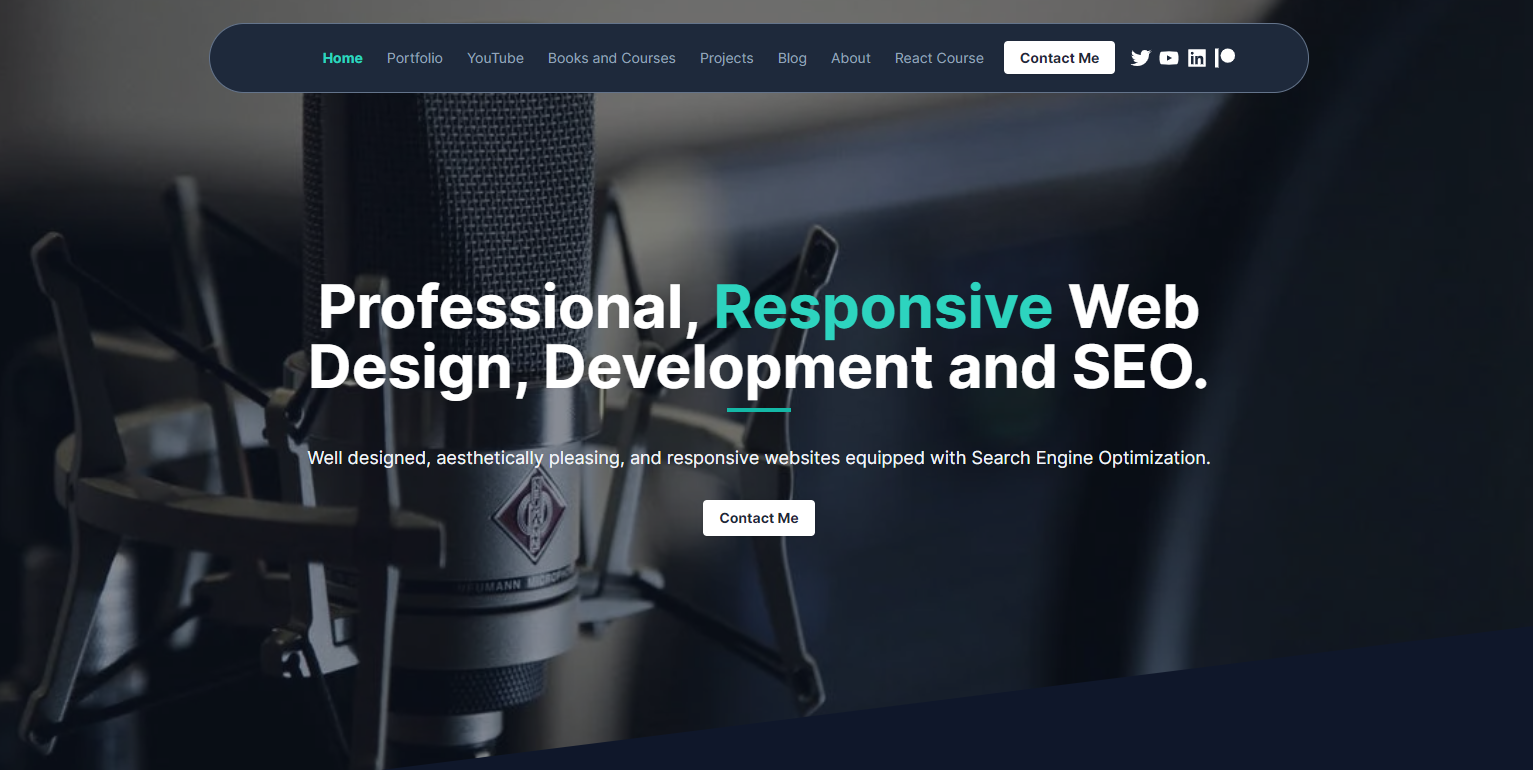 Home Portfolio YouTube Books and Courses Projects Blog About React Course Contact Me
Professional, Responsive Web
Design, Development and SEO.
Well designed, aesthetically pleasing, and responsive websites equipped with Search Engine Optimization.
Contact Me
NEUMANN